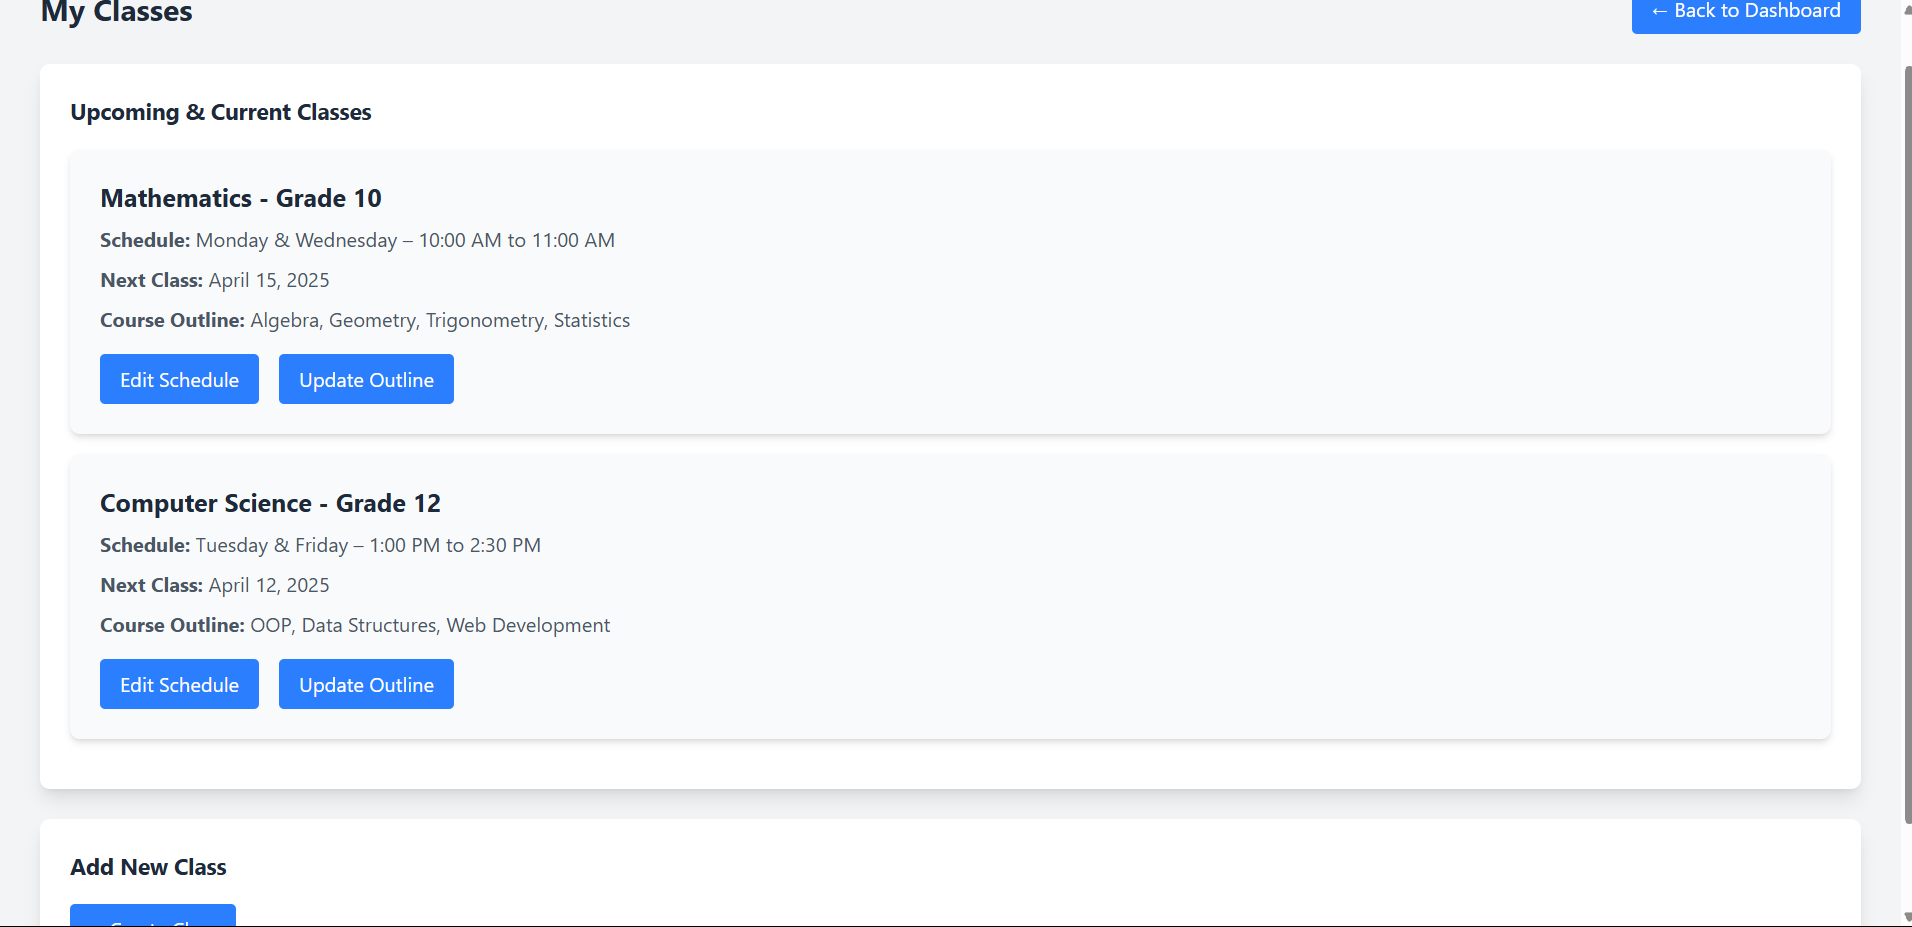 My Classes
← Back to Dashboard
Upcoming & Current Classes
Mathematics - Grade 10
Schedule: Monday & Wednesday – 10:00 AM to 11:00 AM
Next Class: April 15, 2025
Course Outline: Algebra, Geometry, Trigonometry, Statistics
Edit Schedule
Update Outline
Computer Science - Grade 12
Schedule: Tuesday & Friday – 1:00 PM to 2:30 PM
Next Class: April 12, 2025
Course Outline: OOP, Data Structures, Web Development
Edit Schedule
Update Outline
Add New Class